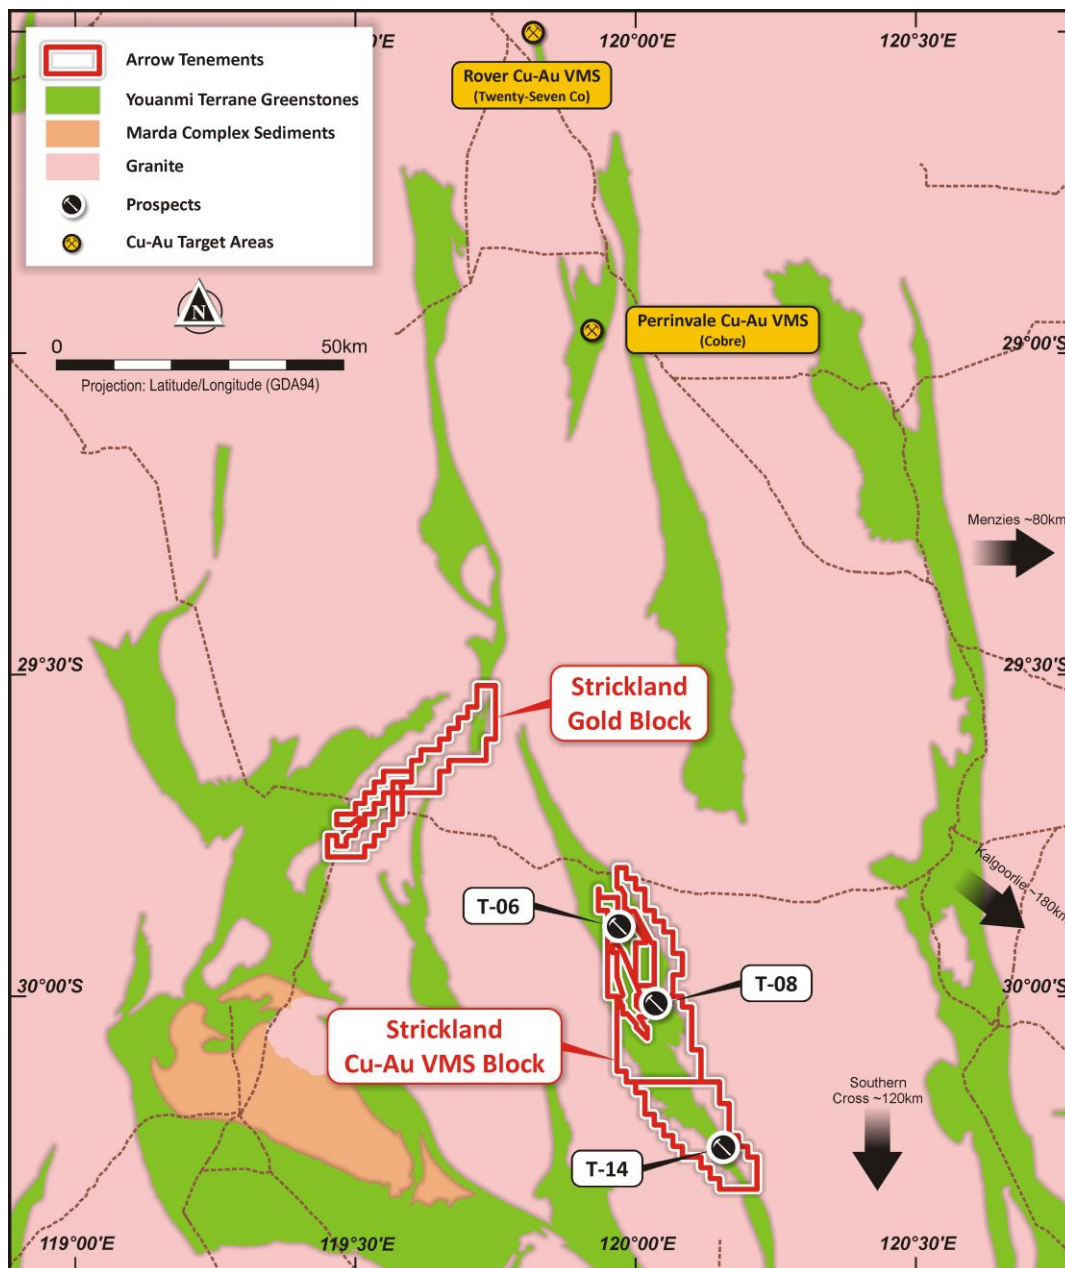 Arrow Tenements
Youanmi Terrane Greenstones
Marda Complex Sediments
Granite
Prospects
Cu-Au Target Areas
120°00'E
120°30'E
Rover Cu-Au VMS
(Twenty-Seven Co)
N
0
50km
Projection: Latitude/Longitude (GDA94)
Perrinvale Cu-Au VMS
(Cobre)
29°00'S
Menzies ~80km
29°30'S
29°30'S
Strickland
Gold Block
Kalgoorlie ~180km
T-06
T-08
30°00'S
30°00'S
Strickland
Cu-Au VMS Block
Southern
Cross ~120km
T-14
119°00'E
119°30'E
120°00'E
120°30'E